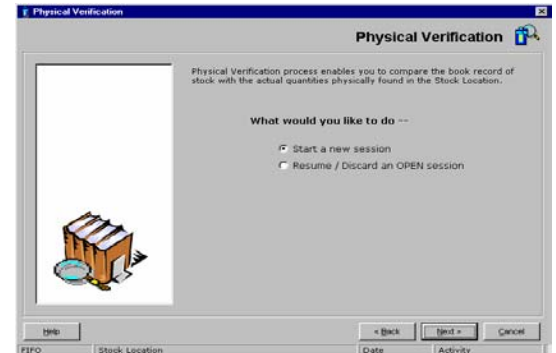 Physical Verification
Physical Verification
Physical Verification process enables you to compare the book record of
stock with the actual quantities physically found in the Stock Location.
What would you like to do --
Start a new session
Resume / Discard an OPEN session
Help
< Back
Next >
Cancel
FIFO
Stock Location
Date
Activity